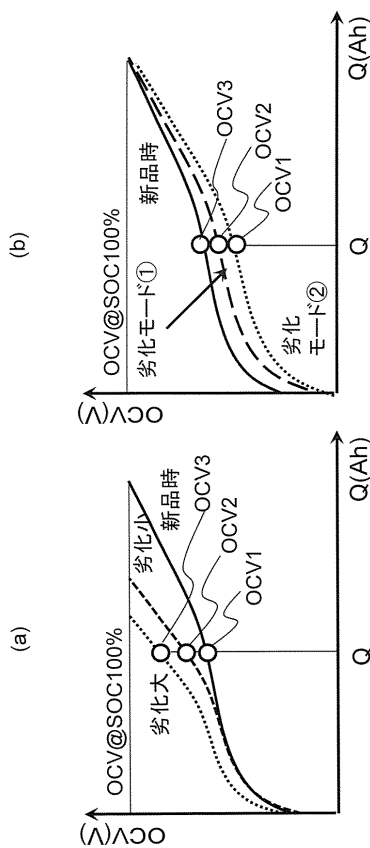 (a)
OCV(V)
OCV@SOC100%
劣化大
劣化小
新品時
OCV3
OCV2
OCV1
Q
Q(Ah)
(b)
OCV(V)
OCV@SOC100%
劣化モード①
新品時
OCV3
OCV2
OCV1
劣化
モード②
Q
Q(Ah)